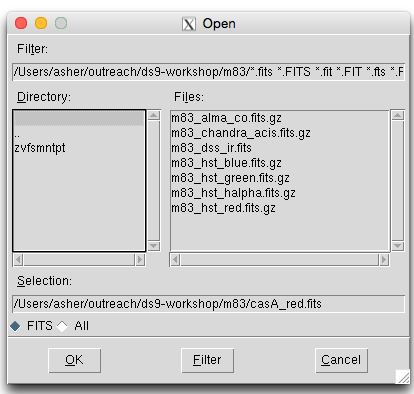 Open
Filter:
/Users/asher/outreach/ds9-workshop/m83/*.fits *.FITS *.fit *.FIT *.fts *.F
Directory:
Files:
..
zvfsmntpt
m83_alma_co.fits.gz
m83_chandra_acis.fits.gz
m83_dss_ir.fits
m83_hst_blue.fits.gz
m83_hst_green.fits.gz
m83_hst_halpha.fits.gz
m83_hst_red.fits.gz
Selection:
/Users/asher/outreach/ds9-workshop/m83/casA_red.fits
FITS All
OK Filter Cancel